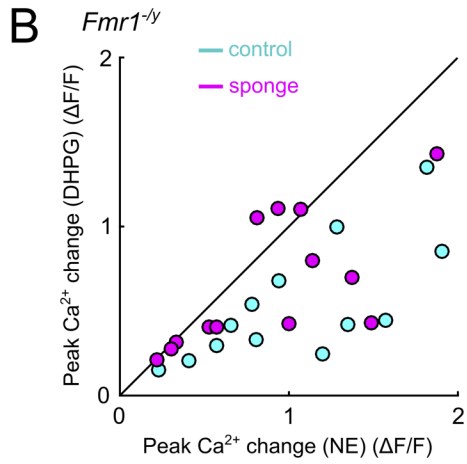 B
Fmr1⁻/ʸ
control
sponge
2
1
0
Peak Ca²⁺ change (DHPG) (ΔF/F)
0 1 2
Peak Ca²⁺ change (NE) (ΔF/F)